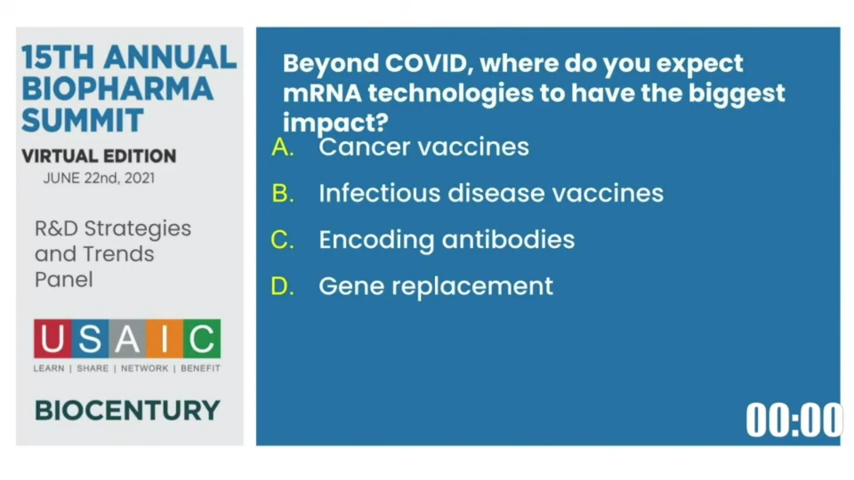 15TH ANNUAL
BIOPHARMA
SUMMIT
VIRTUAL EDITION
JUNE 22nd, 2021
R&D Strategies
and Trends
Panel
USAIC
LEARN | SHARE | NETWORK | BENEFIT
BIOCENTURY
Beyond COVID, where do you expect
mRNA technologies to have the biggest
impact?
A. Cancer vaccines
B. Infectious disease vaccines
C. Encoding antibodies
D. Gene replacement
00:00